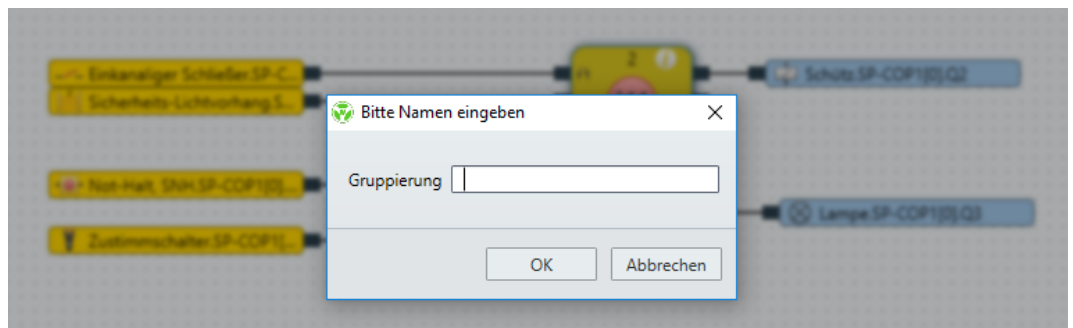 2
Einkanaliger Schließer.SP-C...
Schütz.SP-COP1[0].Q2
Sicherheits-Lichtvorhang.S...
Bitte Namen eingeben
Gruppierung
Not-Halt, SNH.SP-COP1[0]....
Lampe.SP-COP1[0].Q3
Zustimmschalter.SP-COP1[...
OK
Abbrechen